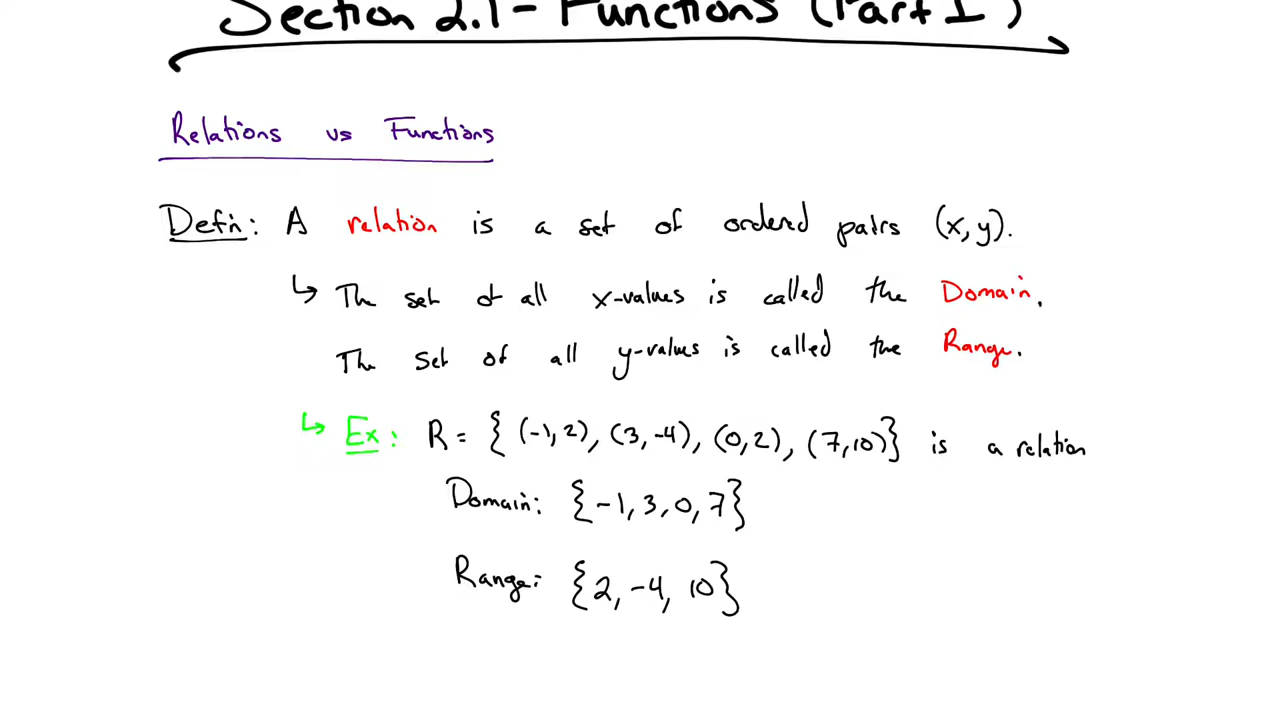 Section 2.1 - Functions (Part I)
Relations vs Functions
Defn: A relation is a set of ordered pairs (x, y).
↳ The set of all x-values is called the Domain.
The set of all y-values is called the Range.
↳ Ex: R = { (-1, 2), (3, -4), (0, 2), (7, 10) } is a relation
Domain: { -1, 3, 0, 7 }
Range: { 2, -4, 10 }